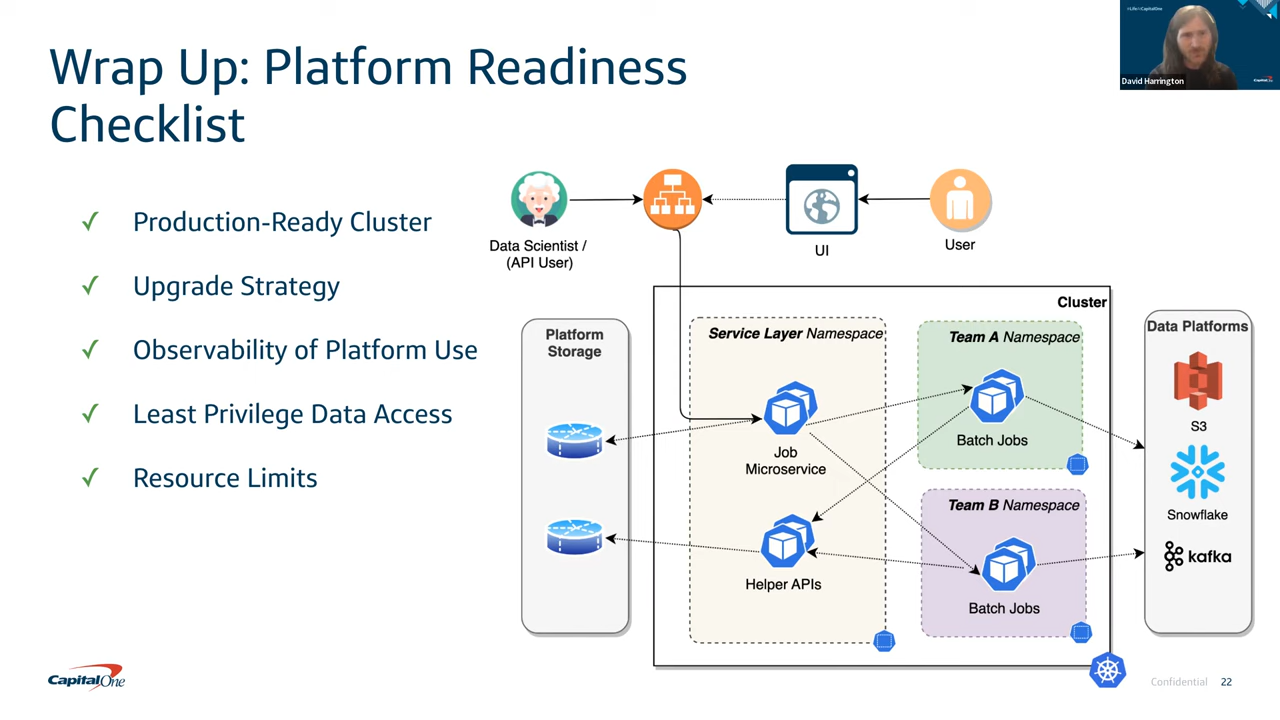 Wrap Up: Platform Readiness
Checklist
#LifeAtCapitalOne
David Harrington
✓ Production-Ready Cluster
✓ Upgrade Strategy
✓ Observability of Platform Use
✓ Least Privilege Data Access
✓ Resource Limits
Data Scientist /
(API User)
UI
User
Cluster
Platform
Storage
Service Layer Namespace
Job
Microservice
Helper APIs
Team A Namespace
Batch Jobs
Team B Namespace
Batch Jobs
Data Platforms
S3
Snowflake
kafka
Capital One
Confidential 22